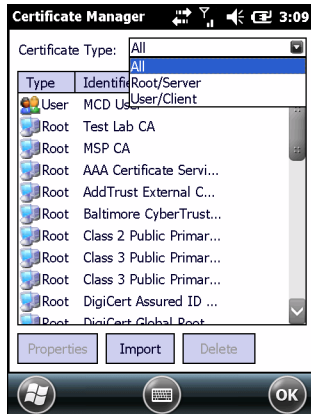 Certificate Manager 3:09
Certificate Type: All
All
Root/Server
User/Client
Type Identifie
User MCD Us
Root Test Lab CA
Root MSP CA
Root AAA Certificate Servi...
Root AddTrust External C...
Root Baltimore CyberTrust...
Root Class 2 Public Primar...
Root Class 3 Public Primar...
Root Class 3 Public Primar...
Root DigiCert Assured ID ...
Root DigiCert Global Root
Properties Import Delete
OK